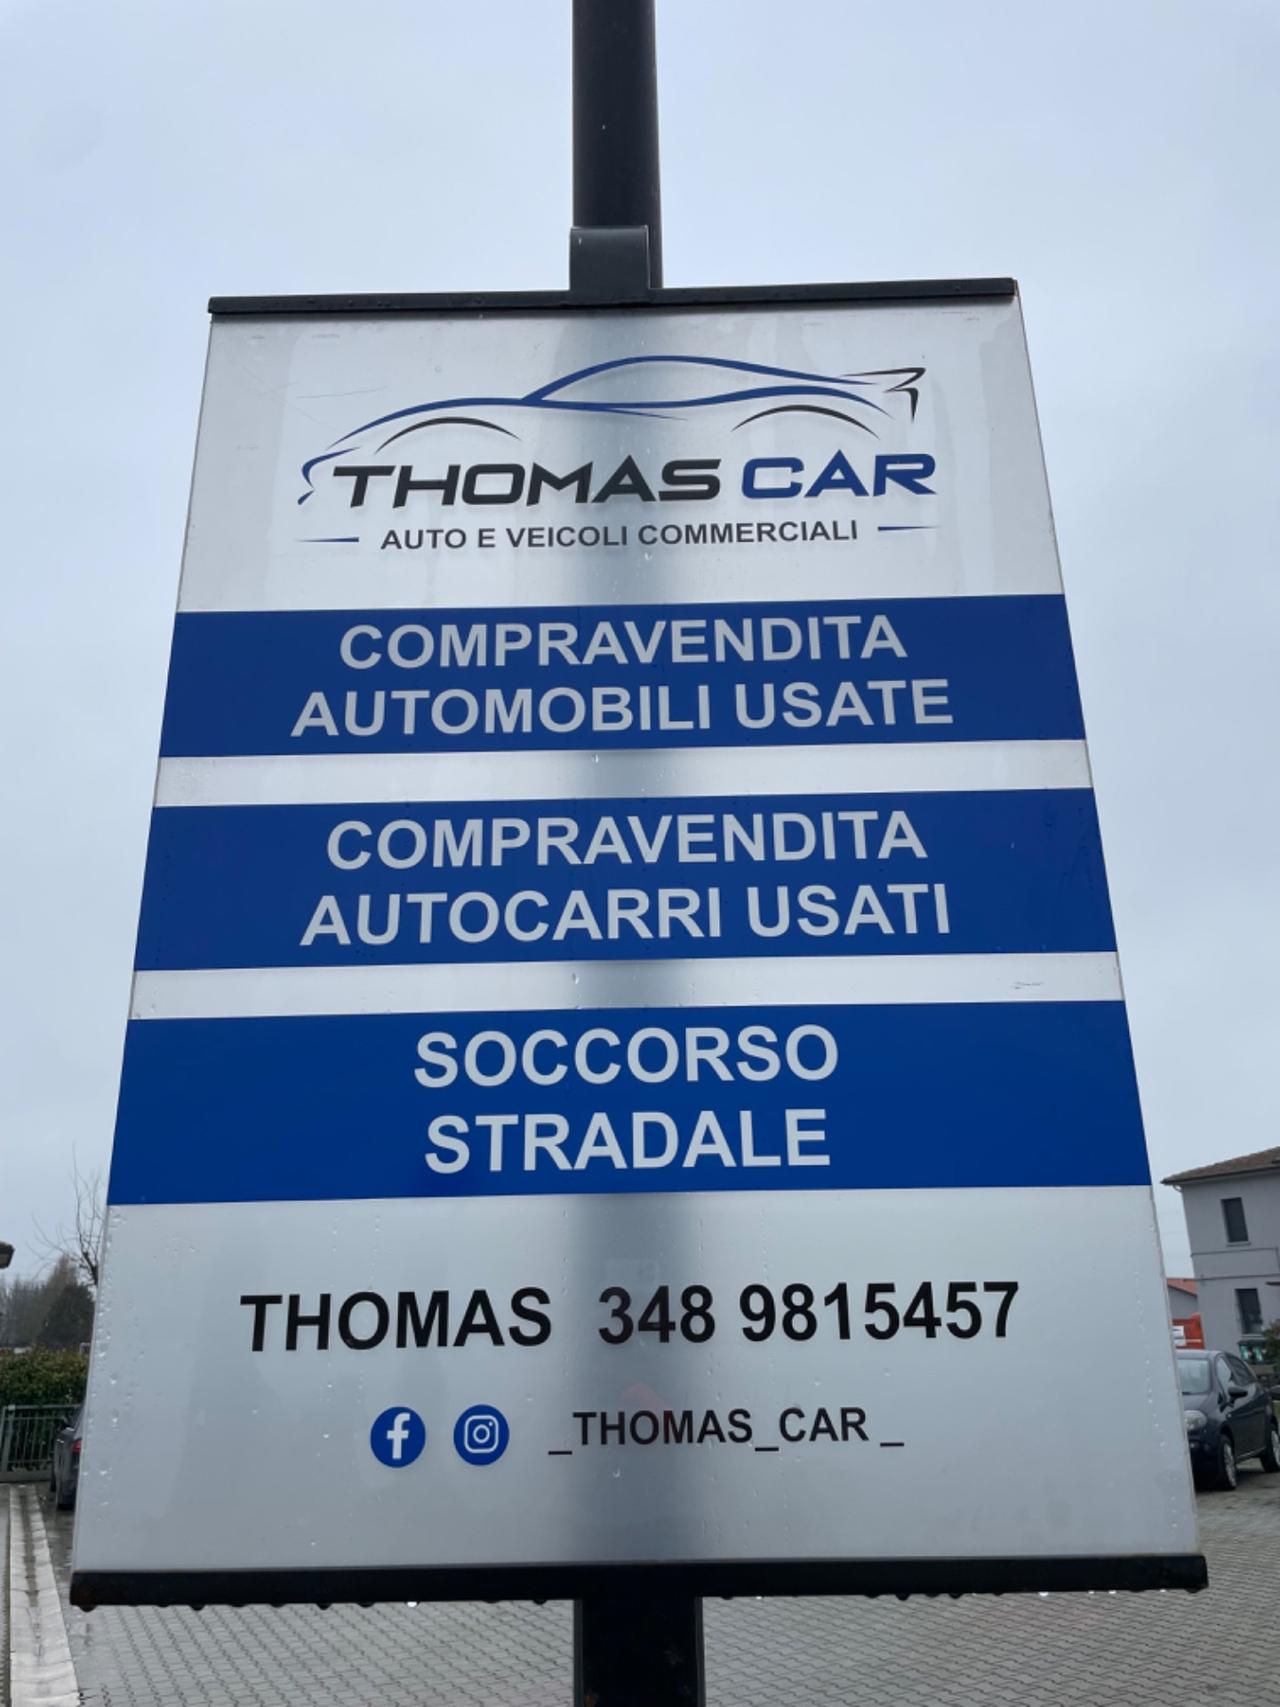 THOMAS CAR
AUTO E VEICOLI COMMERCIALI
COMPRAVENDITA
AUTOMOBILI USATE
COMPRAVENDITA
AUTOCARRI USATI
SOCCORSO
STRADALE
THOMAS 348 9815457
_THOMAS_CAR _